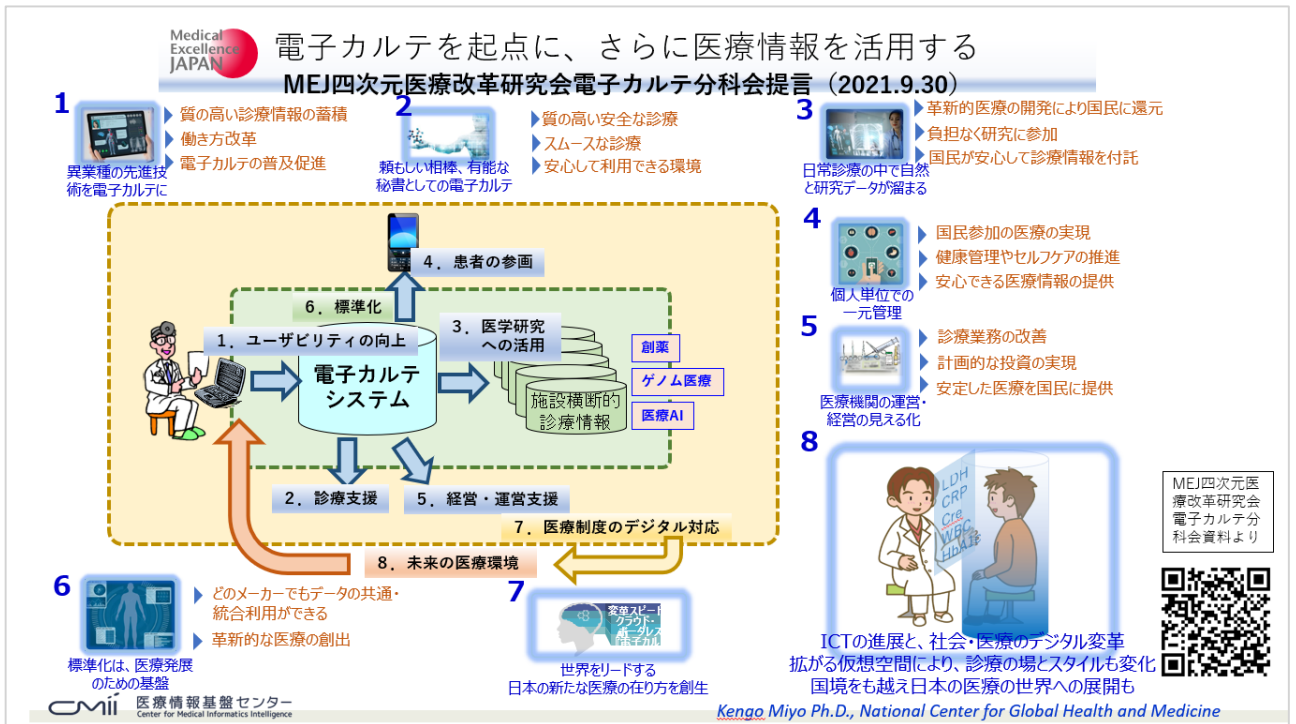 Medical
Excellence
JAPAN
電子カルテを起点に、さらに医療情報を活用する
MEJ四次元医療改革研究会電子カルテ分科会提言（2021.9.30）
1
質の高い診療情報の蓄積
働き方改革
電子カルテの普及促進
異業種の先進技
術を電子カルテに
2
質の高い安全な診療
スムースな診療
安心して利用できる環境
頼もしい相棒、有能な
秘書としての電子カルテ
3
革新的医療の開発により国民に還元
負担なく研究に参加
国民が安心して診療情報を付託
日常診療の中で自然
と研究データが溜まる
4
国民参加の医療の実現
健康管理やセルフケアの推進
安心できる医療情報の提供
個人単位での
一元管理
5
診療業務の改善
計画的な投資の実現
安定した医療を国民に提供
医療機関の運営・
経営の見える化
4．患者の参画
6．標準化
1．ユーザビリティの向上
3．医学研究
への活用
電子カルテ
システム
施設横断的
診療情報
創薬
ゲノム医療
医療AI
2．診療支援
5．経営・運営支援
7．医療制度のデジタル対応
8．未来の医療環境
6
どのメーカーでもデータの共通・
統合利用ができる
革新的な医療の創出
標準化は、医療発展
のための基盤
7
変革スピード
クラウド・
ボータレス
電子カル
世界をリードする
日本の新たな医療の在り方を創生
8
LDH
CRP
Cre
WBC
HbA1c
ICTの進展と、社会・医療のデジタル変革
拡がる仮想空間により、診療の場とスタイルも変化
国境をも越え日本の医療の世界への展開も
MEJ四次元医
療改革研究会
電子カルテ分
科会資料より
CMII
医療情報基盤センター
Center for Medical Informatics Intelligence
Kengo Miyo Ph.D., National Center for Global Health and Medicine